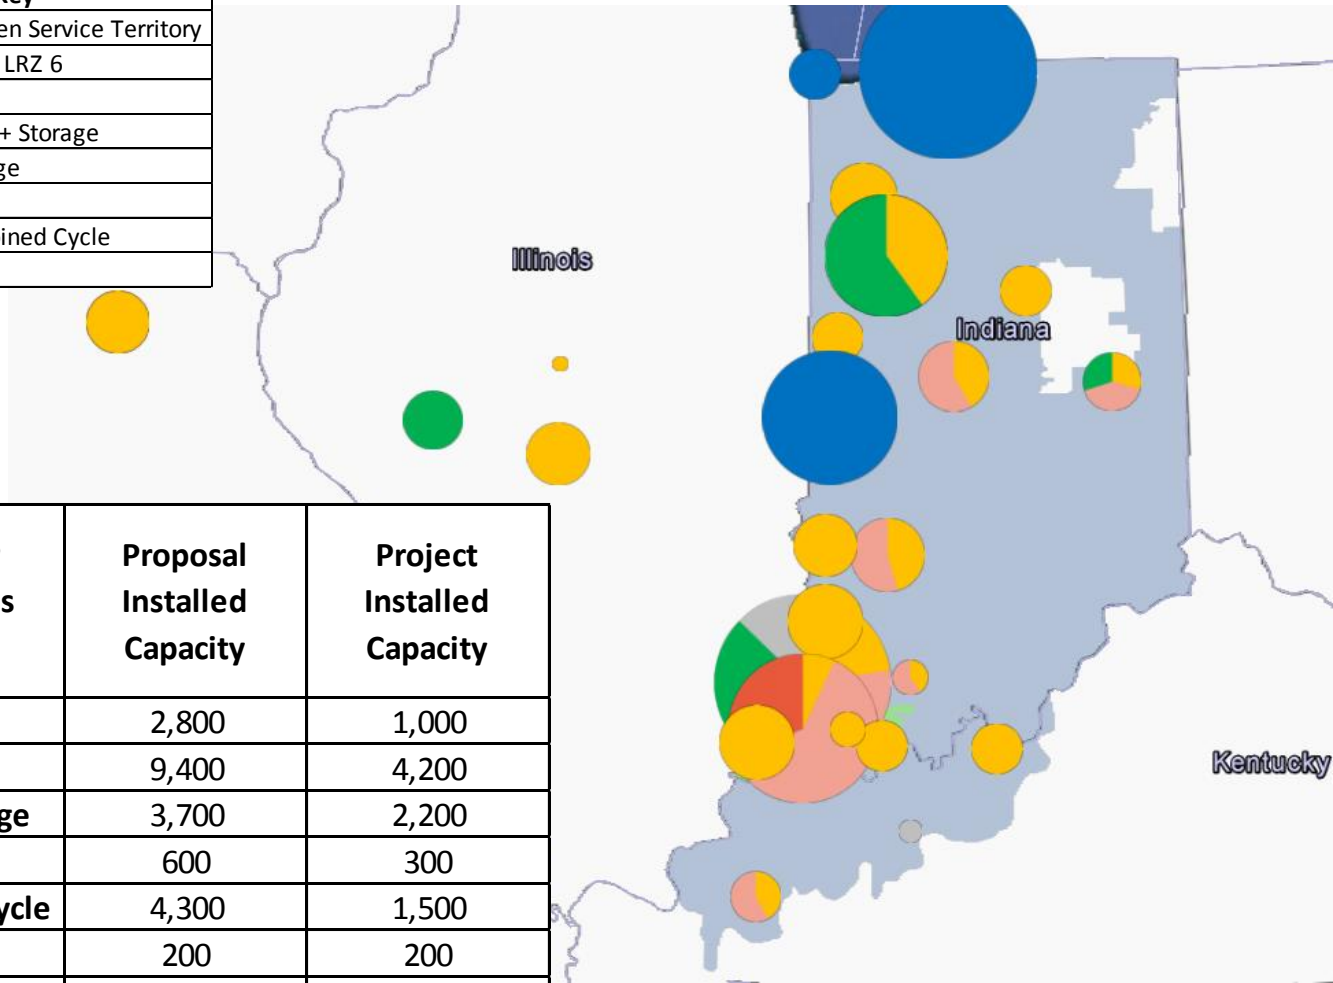 en Service Territory
LRZ 6
+ Storage
ge
ined Cycle
Illinois
Indiana
Kentucky
s
Proposal
Installed
Capacity
Project
Installed
Capacity
2,800 1,000
9,400 4,200
ge 3,700 2,200
600 300
ycle 4,300 1,500
200 200